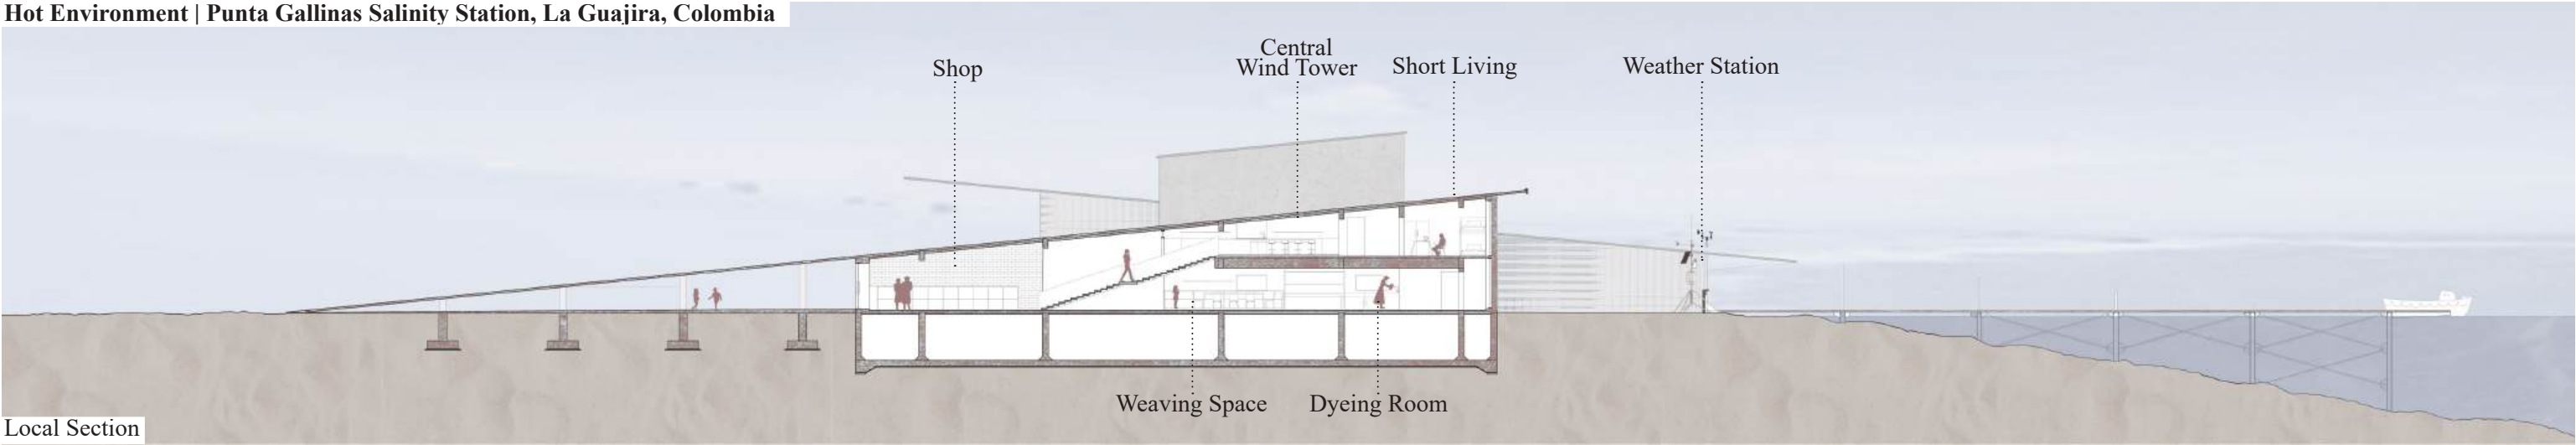 Hot Environment | Punta Gallinas Salinity Station, La Guajira, Colombia
Shop
Central
Wind Tower
Short Living
Weather Station
Weaving Space
Dyeing Room
Local Section